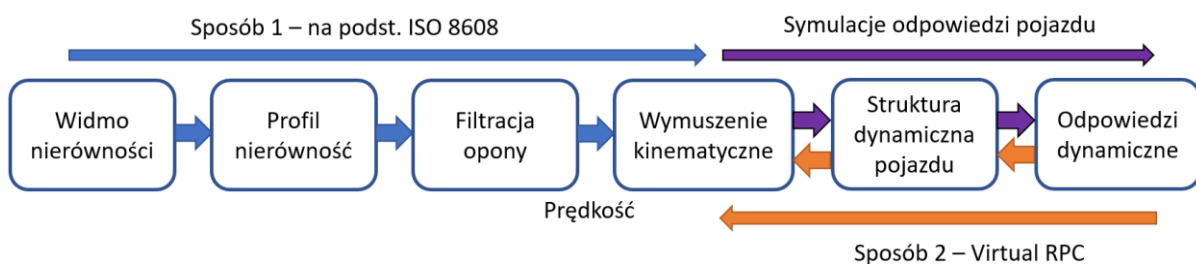 Sposób 1 – na podst. ISO 8608
Symulacje odpowiedzi pojazdu
Widmo
nierówności
Profil
nierówność
Filtracja
opony
Wymuszenie
kinematyczne
Struktura
dynamiczna
pojazdu
Odpowiedzi
dynamiczne
Prędkość
Sposób 2 – Virtual RPC